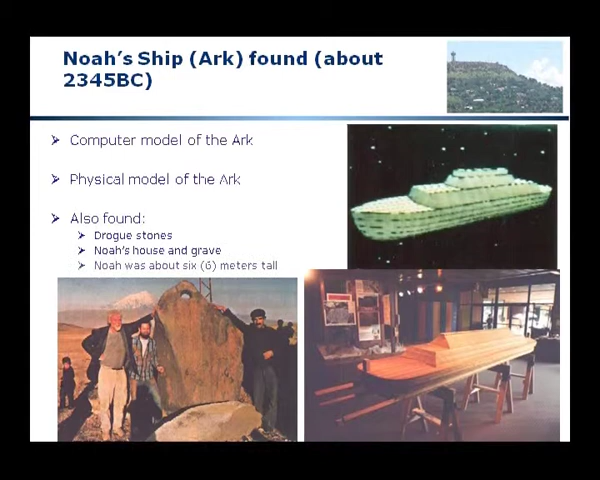 Noah's Ship (Ark) found (about
2345BC)
Computer model of the Ark
Physical model of the Ark
Also found:
Drogue stones
Noah's house and grave
Noah was about six (6) meters tall